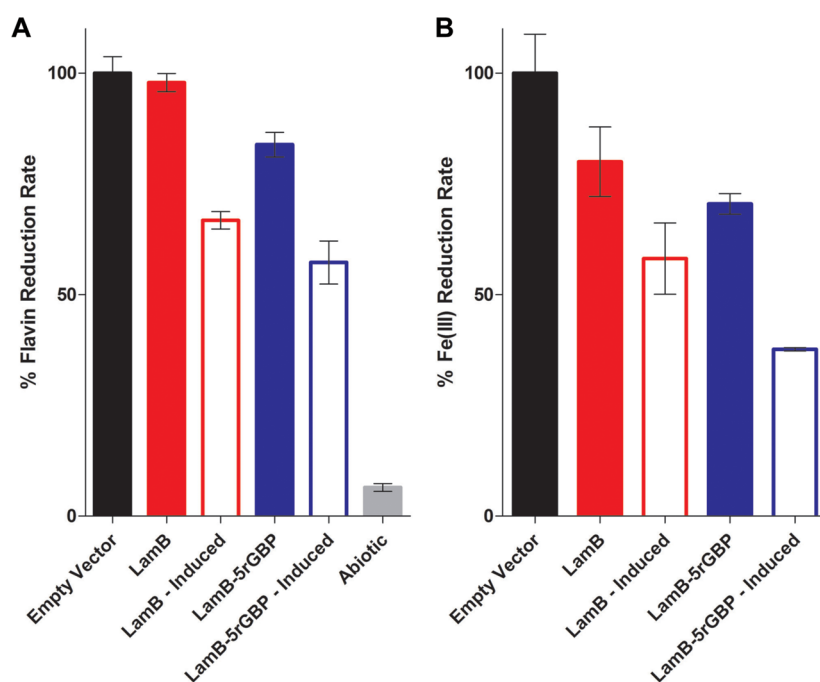 A
% Flavin Reduction Rate
100
50
0
Empty Vector
LamB
LamB - Induced
LamB-5rGBP
LamB-5rGBP - Induced
Abiotic
B
% Fe(III) Reduction Rate
100
50
0
Empty Vector
LamB
LamB - Induced
LamB-5rGBP
LamB-5rGBP - Induced